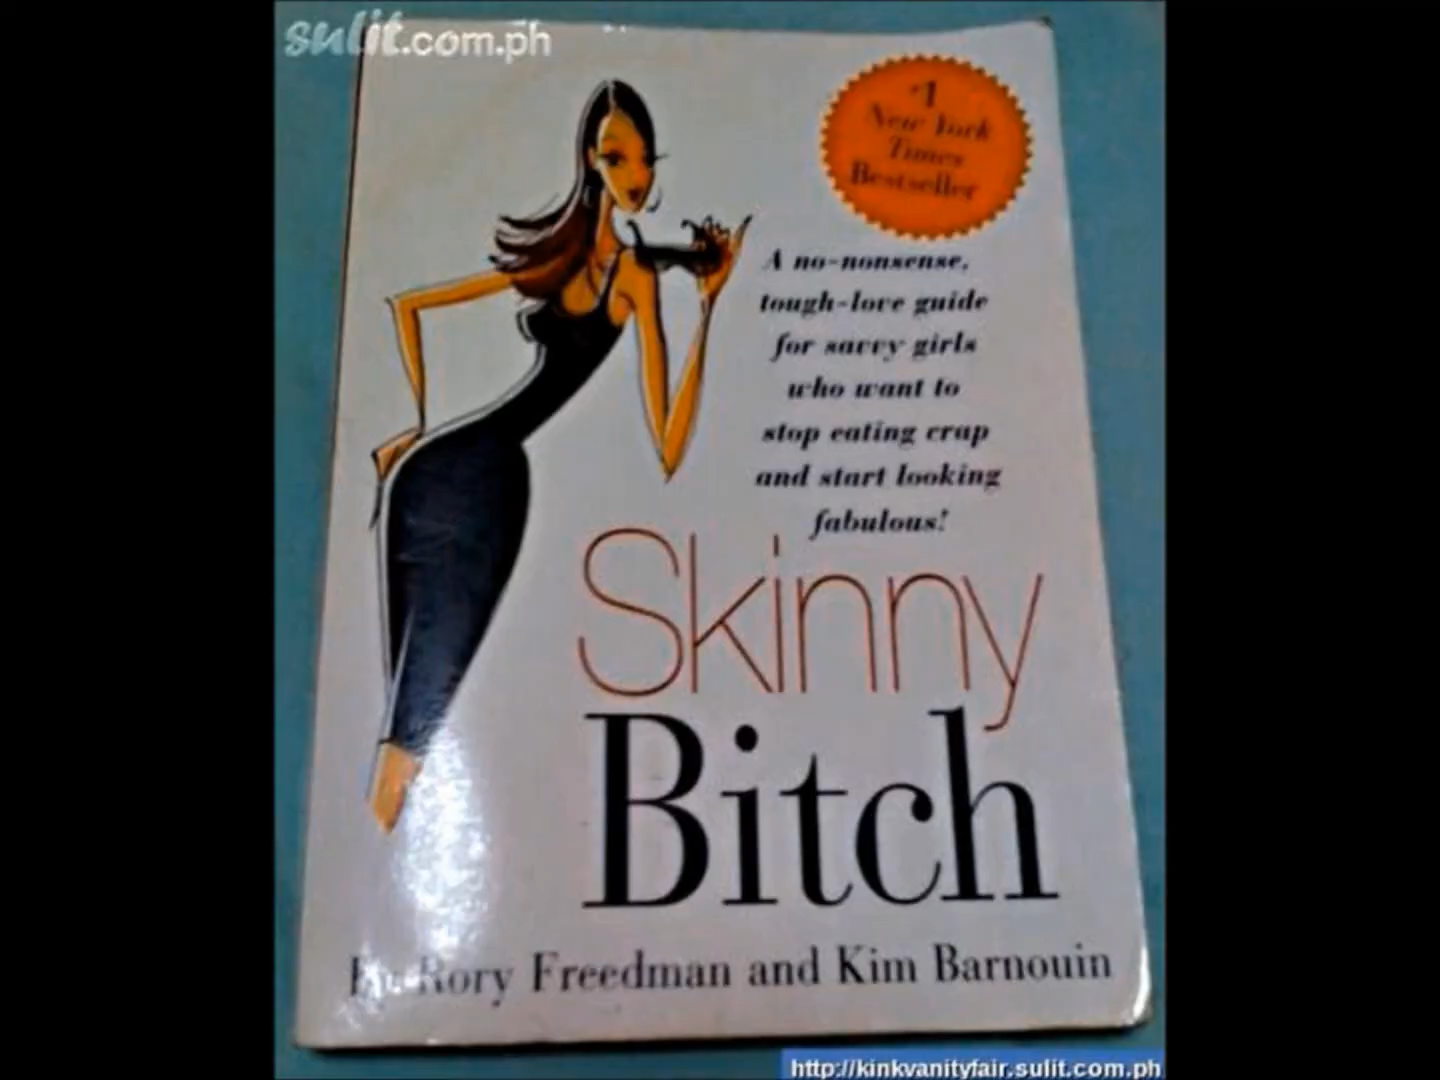 sulit.com.ph
#1
New York
Times
Bestseller
A no-nonsense,
tough-love guide
for savvy girls
who want to
stop eating crap
and start looking
fabulous!
Skinny
Bitch
By Rory Freedman and Kim Barnouin
http://kinkvanityfair.sulit.com.ph